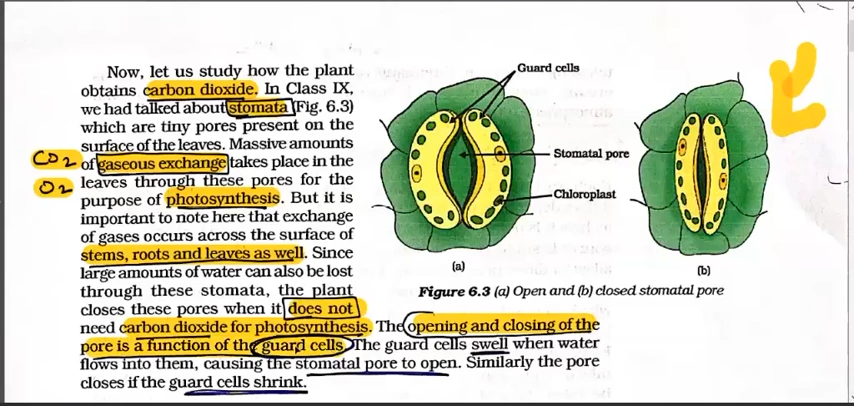 Now, let us study how the plant
obtains carbon dioxide. In Class IX,
we had talked about stomata (Fig. 6.3)
which are tiny pores present on the
surface of the leaves. Massive amounts
of gaseous exchange takes place in the
leaves through these pores for the
purpose of photosynthesis. But it is
important to note here that exchange
of gases occurs across the surface of
stems, roots and leaves as well. Since
large amounts of water can also be lost
through these stomata, the plant
closes these pores when it does not
need carbon dioxide for photosynthesis. The opening and closing of the
pore is a function of the guard cells. The guard cells swell when water
flows into them, causing the stomatal pore to open. Similarly the pore
closes if the guard cells shrink.
CO2
O2
Guard cells
Stomatal pore
Chloroplast
(a)
(b)
Figure 6.3 (a) Open and (b) closed stomatal pore